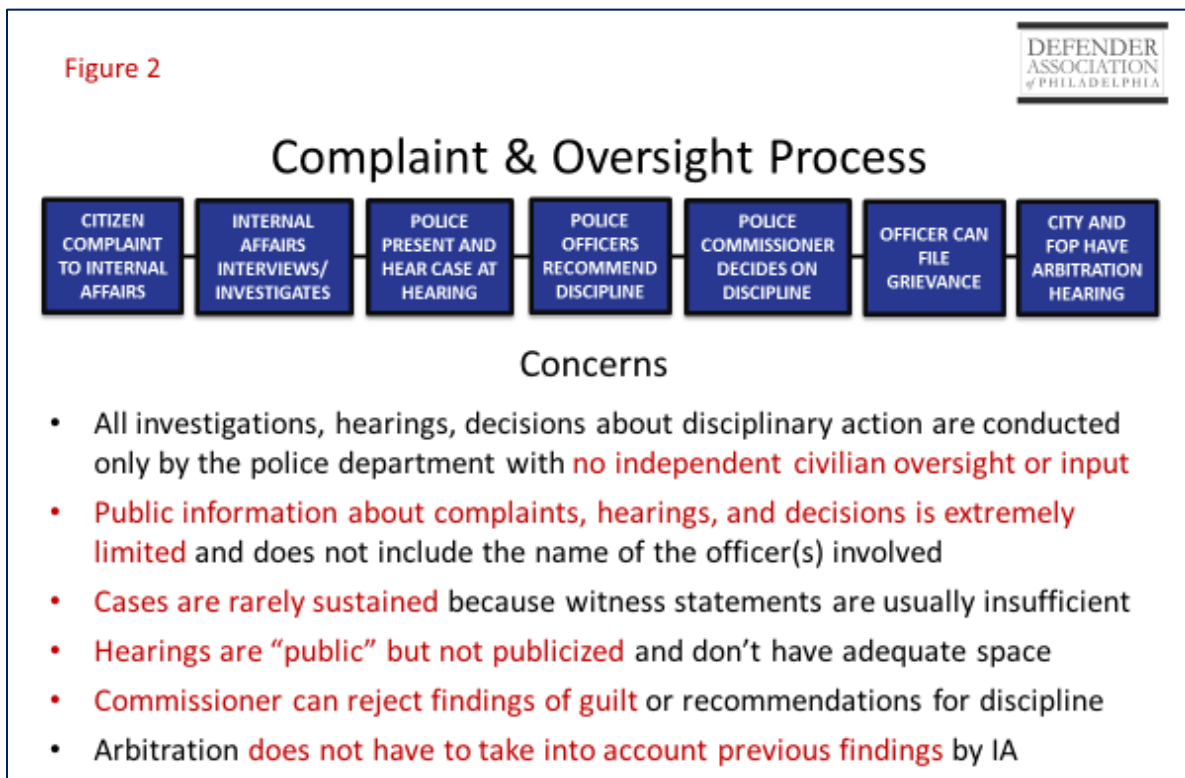 Figure 2
DEFENDER
ASSOCIATION
of PHILADELPHIA
Complaint & Oversight Process
CITIZEN
COMPLAINT
TO INTERNAL
AFFAIRS
INTERNAL
AFFAIRS
INTERVIEWS/
INVESTIGATES
POLICE
PRESENT AND
HEAR CASE AT
HEARING
POLICE
OFFICERS
RECOMMEND
DISCIPLINE
POLICE
COMMISSIONER
DECIDES ON
DISCIPLINE
OFFICER CAN
FILE
GRIEVANCE
CITY AND
FOP HAVE
ARBITRATION
HEARING
Concerns
• All investigations, hearings, decisions about disciplinary action are conducted
only by the police department with no independent civilian oversight or input
• Public information about complaints, hearings, and decisions is extremely
limited and does not include the name of the officer(s) involved
• Cases are rarely sustained because witness statements are usually insufficient
• Hearings are “public” but not publicized and don’t have adequate space
• Commissioner can reject findings of guilt or recommendations for discipline
• Arbitration does not have to take into account previous findings by IA